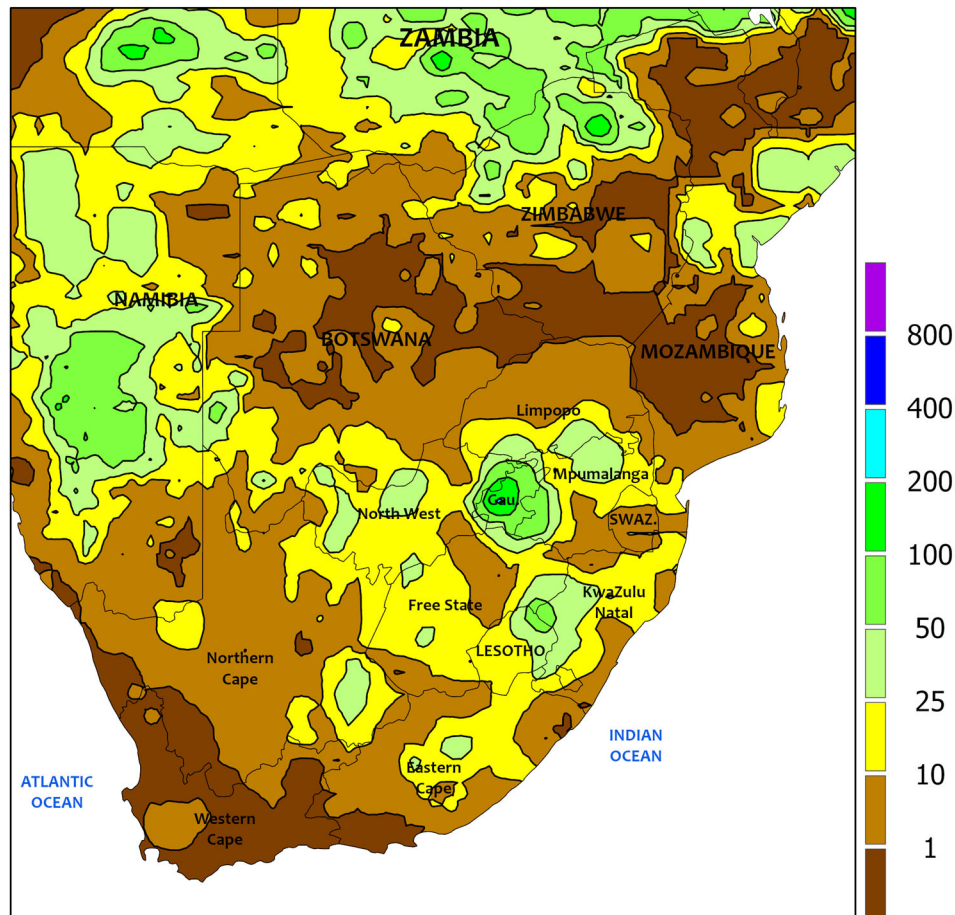 ZAMBIA
ZIMBABWE
NAMIBIA
BOTSWANA
MOZAMBIQUE
Limpopo
Mpumalanga
Gau.
North West
SWAZ.
Free State
KwaZulu
Natal
LESOTHO
Northern
Cape
INDIAN
OCEAN
Eastern
Cape
ATLANTIC
OCEAN
Western
Cape
800
400
200
100
50
25
10
1